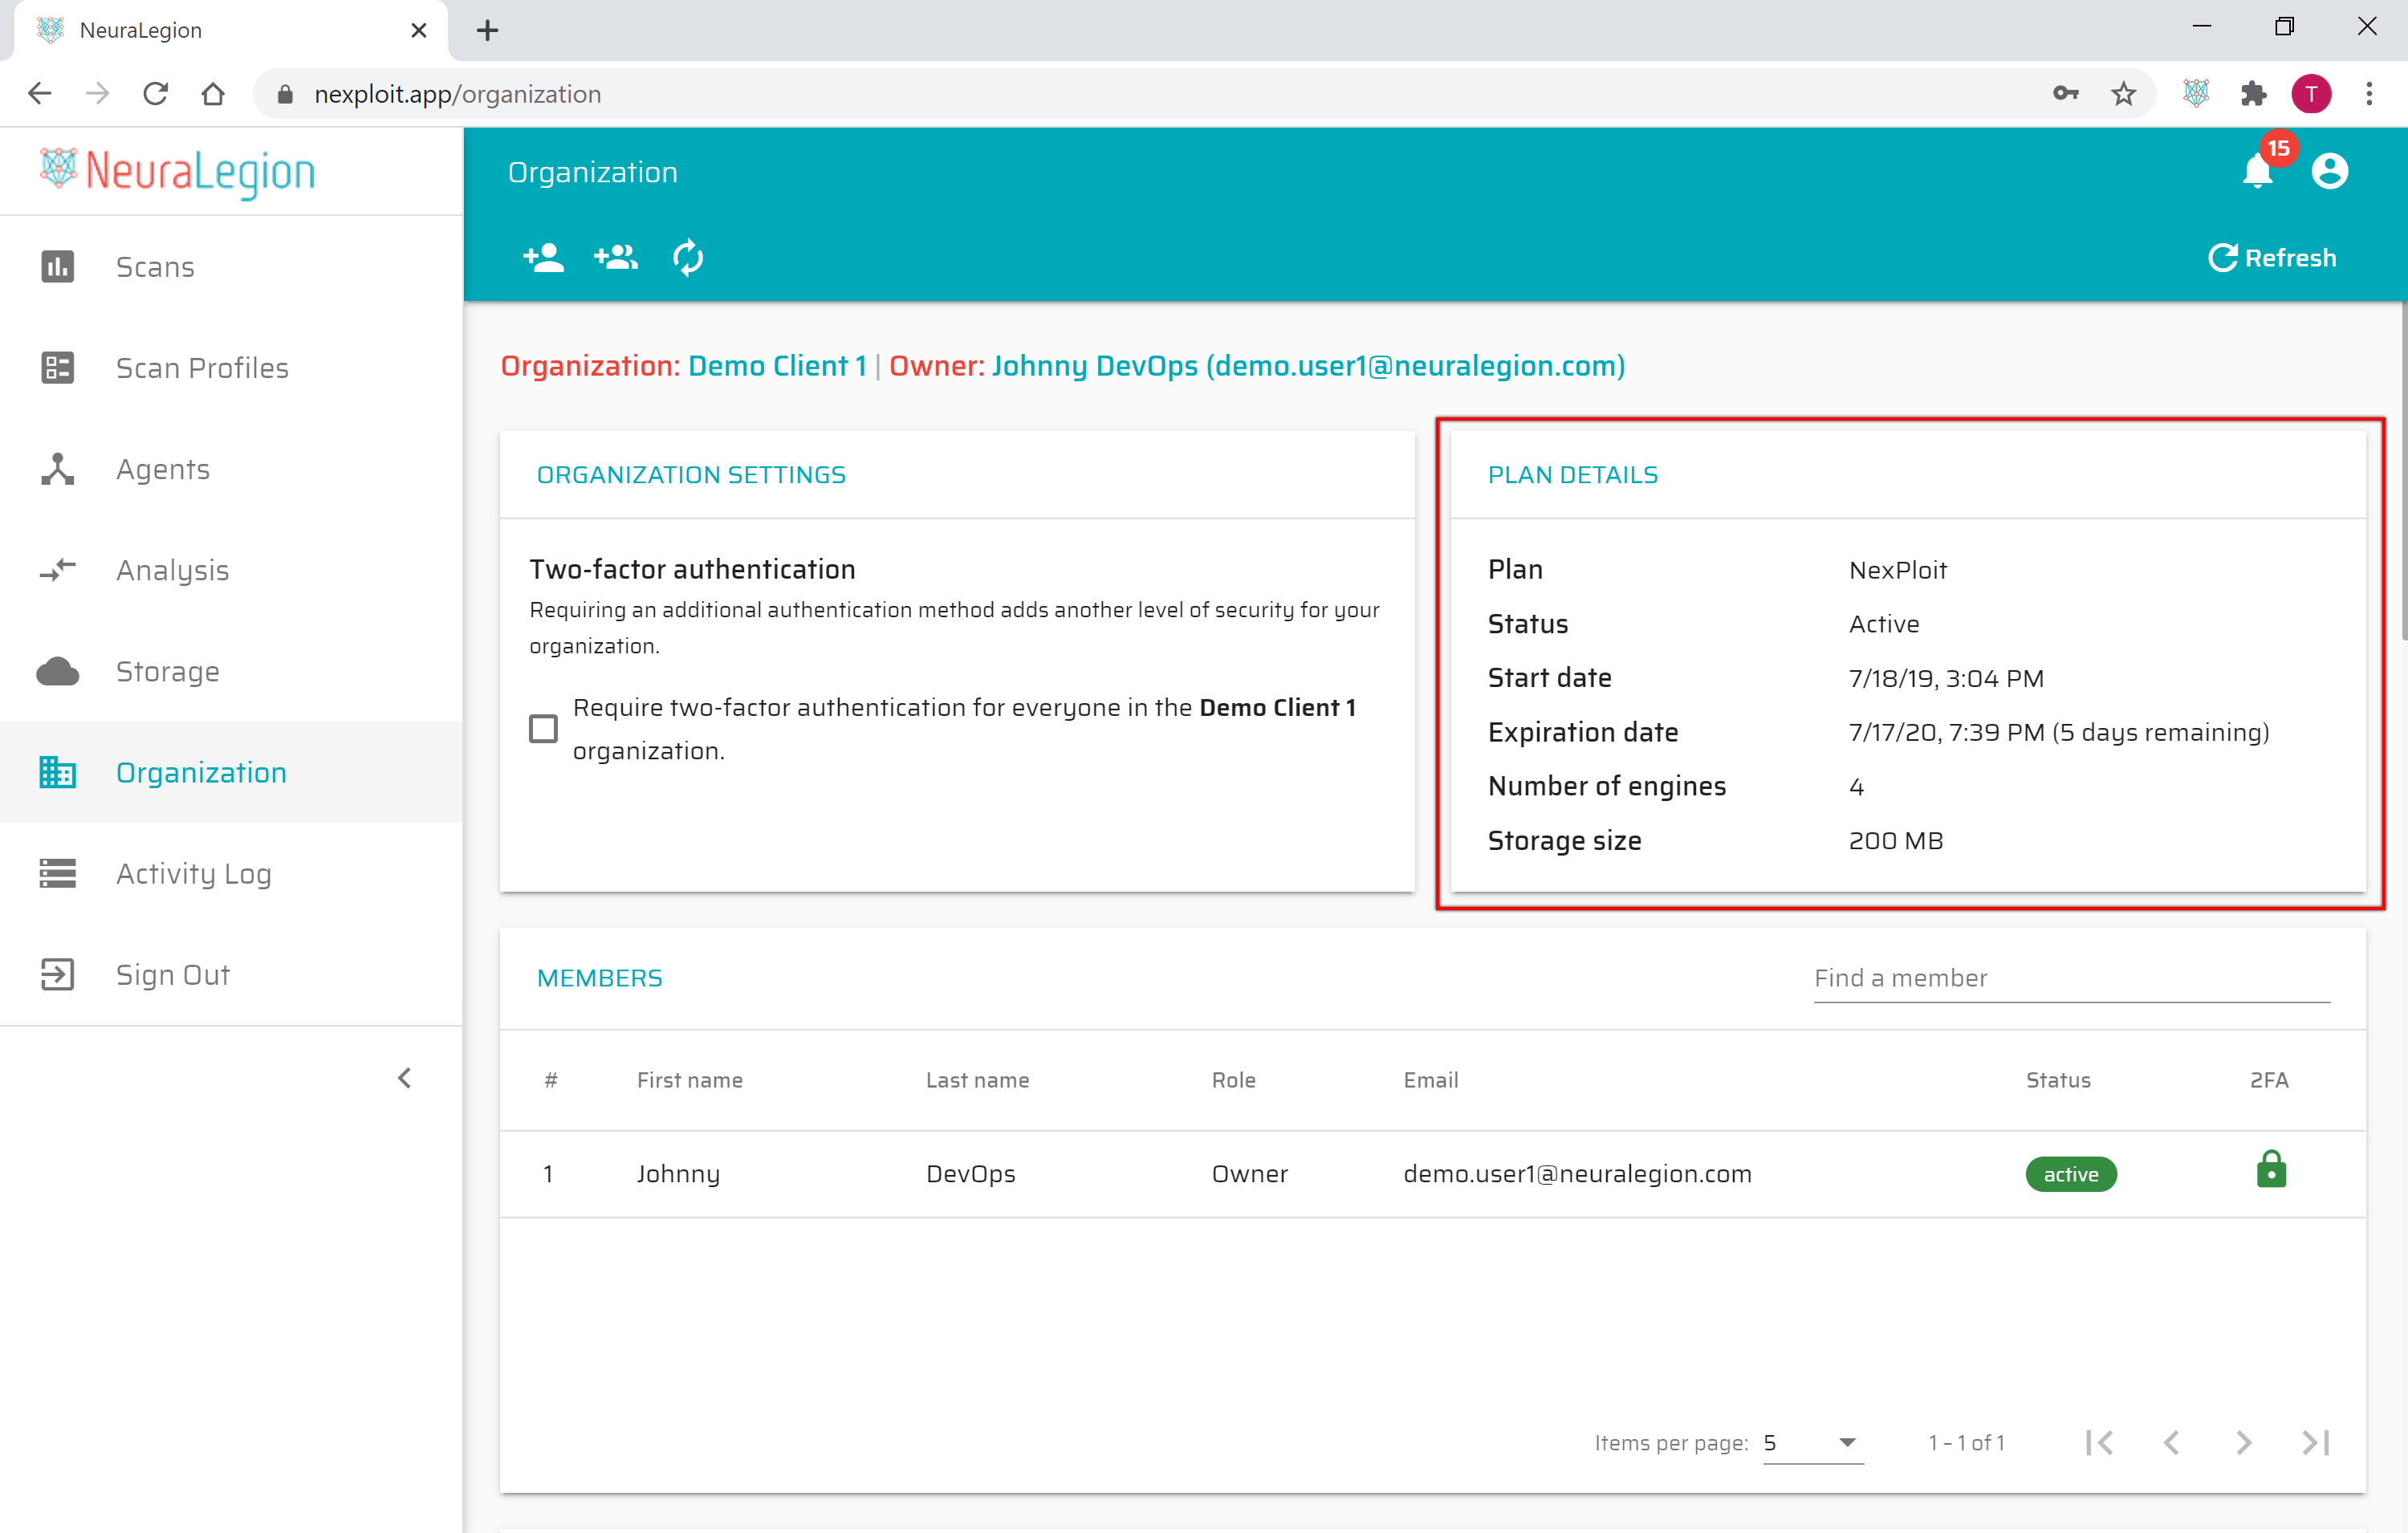 NeuraLegion
nexploit.app/organization
T
NeuraLegion
Organization
15
Refresh
Scans
Scan Profiles
Agents
Analysis
Storage
Organization
Activity Log
Sign Out
Organization: Demo Client 1 | Owner: Johnny DevOps (demo.user1@neuralegion.com)
ORGANIZATION SETTINGS
Two-factor authentication
Requiring an additional authentication method adds another level of security for your
organization.
Require two-factor authentication for everyone in the Demo Client 1
organization.
PLAN DETAILS
Plan NexPloit
Status Active
Start date 7/18/19, 3:04 PM
Expiration date 7/17/20, 7:39 PM (5 days remaining)
Number of engines 4
Storage size 200 MB
MEMBERS Find a member
# First name Last name Role Email Status 2FA
1 Johnny DevOps Owner demo.user1@neuralegion.com active
Items per page: 5 1 – 1 of 1